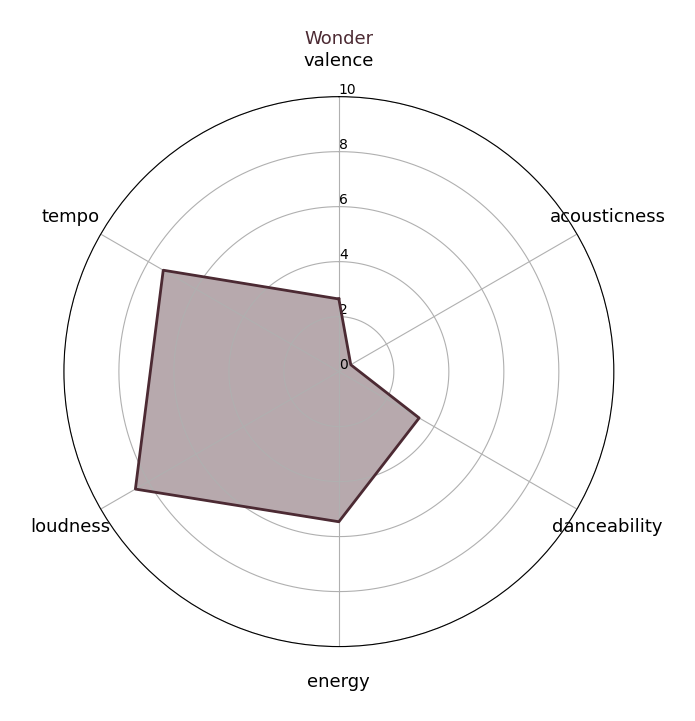 Wonder
valence
10
8
tempo
acousticness
6
4
2
0
loudness
danceability
energy